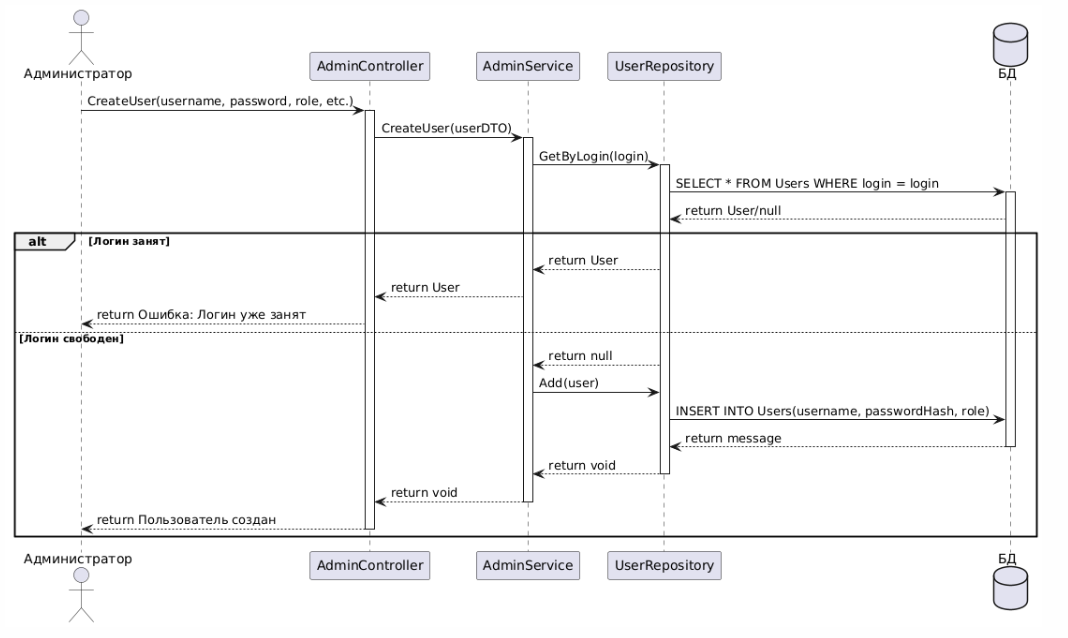 Администратор
AdminController
AdminService
UserRepository
БД
CreateUser(username, password, role, etc.)
CreateUser(userDTO)
GetByLogin(login)
SELECT * FROM Users WHERE login = login
return User/null
alt
[Логин занят]
return User
return User
return Ошибка: Логин уже занят
[Логин свободен]
return null
Add(user)
INSERT INTO Users(username, passwordHash, role)
return message
return void
return void
return Пользователь создан
Администратор
AdminController
AdminService
UserRepository
БД